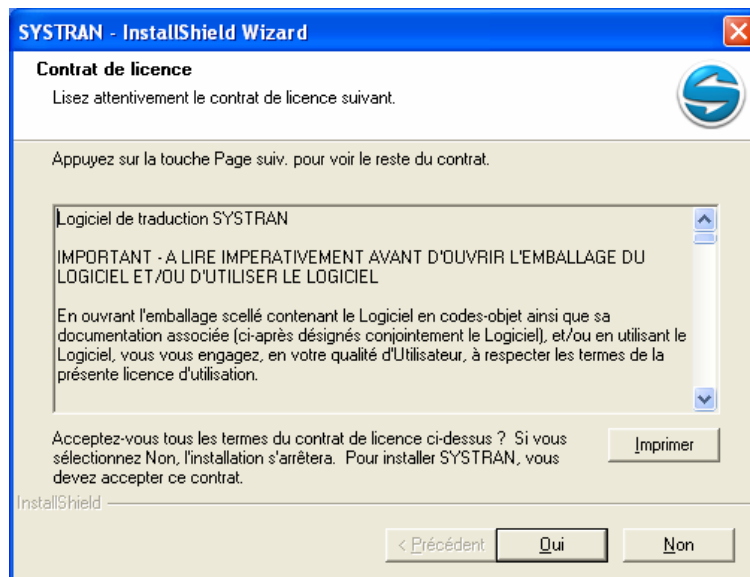 SYSTRAN - InstallShield Wizard
Contrat de licence
Lisez attentivement le contrat de licence suivant.
Appuyez sur la touche Page suiv. pour voir le reste du contrat.
Logiciel de traduction SYSTRAN
IMPORTANT - A LIRE IMPERATIVEMENT AVANT D'OUVRIR L'EMBALLAGE DU
LOGICIEL ET/OU D'UTILISER LE LOGICIEL
En ouvrant l'emballage scellé contenant le Logiciel en codes-objet ainsi que sa
documentation associée (ci-après désignés conjointement le Logiciel), et/ou en utilisant le
Logiciel, vous vous engagez, en votre qualité d'Utilisateur, à respecter les termes de la
présente licence d'utilisation.
Acceptez-vous tous les termes du contrat de licence ci-dessus ? Si vous
sélectionnez Non, l'installation s'arrêtera. Pour installer SYSTRAN, vous
devez accepter ce contrat.
Imprimer
InstallShield
< Précédent
Oui
Non